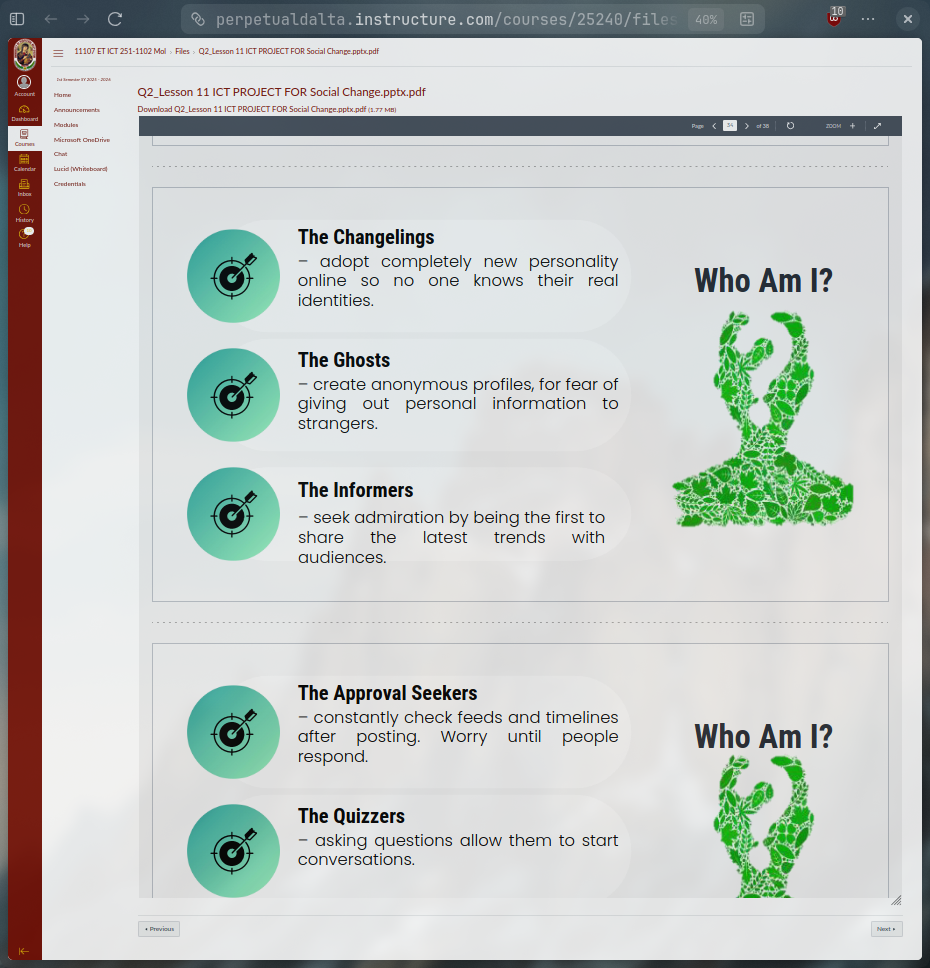 perpetualdalta.instructure.com/courses/25240/files
40%
10
11107 ET ICT 251-1102 Mol › Files › Q2_Lesson 11 ICT PROJECT FOR Social Change.pptx.pdf
1st Semester SY 2025 - 2026
Account
Dashboard
Courses
Calendar
Inbox
History
Help
Home
Announcements
Modules
Microsoft OneDrive
Chat
Lucid (Whiteboard)
Credentials
Q2_Lesson 11 ICT PROJECT FOR Social Change.pptx.pdf
Download Q2_Lesson 11 ICT PROJECT FOR Social Change.pptx.pdf (1.77 MB)
Page 34 of 38 ZOOM
The Changelings
– adopt completely new personality
online so no one knows their real
identities.
The Ghosts
– create anonymous profiles, for fear of
giving out personal information to
strangers.
The Informers
– seek admiration by being the first to
share the latest trends with
audiences.
Who Am I?
The Approval Seekers
– constantly check feeds and timelines
after posting. Worry until people
respond.
The Quizzers
– asking questions allow them to start
conversations.
Who Am I?
Previous
Next